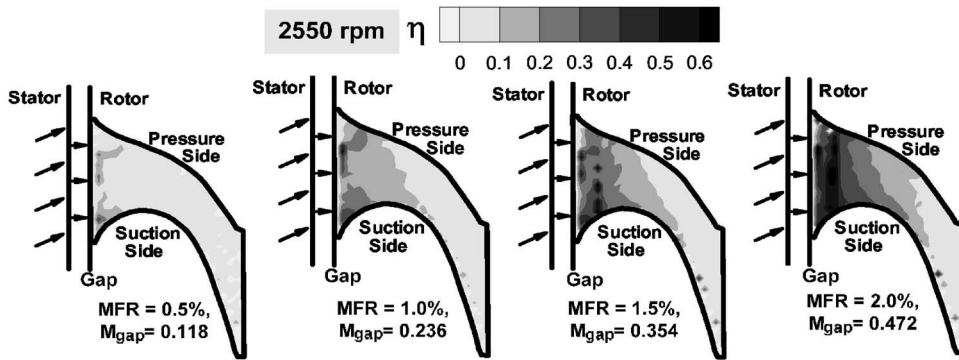 2550 rpm
η
0 0.1 0.2 0.3 0.4 0.5 0.6
Stator
Rotor
Pressure
Side
Suction
Side
Gap
MFR = 0.5%,
Mgap= 0.118
Stator
Rotor
Pressure
Side
Suction
Side
Gap
MFR = 1.0%,
Mgap= 0.236
Stator
Rotor
Pressure
Side
Suction
Side
Gap
MFR = 1.5%,
Mgap= 0.354
Stator
Rotor
Pressure
Side
Suction
Side
Gap
MFR = 2.0%,
Mgap= 0.472